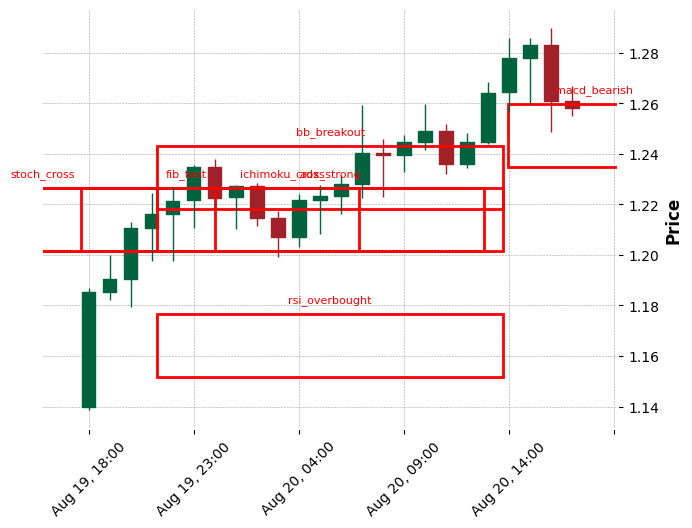 1.28
macd_bearish
1.26
bb_breakout
1.24
stoch_cross
fib_test
1.22
Price
1.20
rsi_overbought
1.18
1.16
1.14
Aug 19, 18:00
Aug 19, 23:00
Aug 20, 04:00
Aug 20, 09:00
Aug 20, 14:00